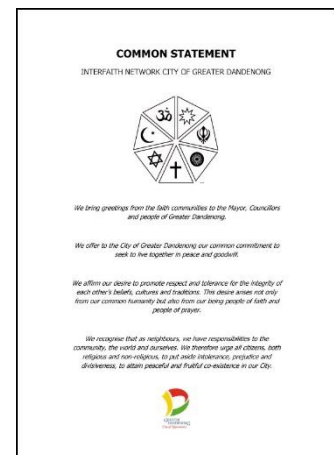 COMMON STATEMENT
INTERFAITH NETWORK CITY OF GREATER DANDENONG
We bring greetings from the faith communities to the Mayor, Councillors
and people of Greater Dandenong.
We offer to the City of Greater Dandenong our common commitment to
seek to live together in peace and goodwill.
We affirm our desire to promote respect and tolerance for the integrity of
each other's beliefs, cultures and traditions. This desire arises not only
from our common humanity but also from our being people of faith and
people of prayer.
We recognise that as neighbours, we have responsibilities to the
community, the world and ourselves. We therefore urge all citizens, both
religious and non-religious, to put aside intolerance, prejudice and
divisiveness, to attain peaceful and fruitful co-existence in our City.
GREATER
DANDENONG